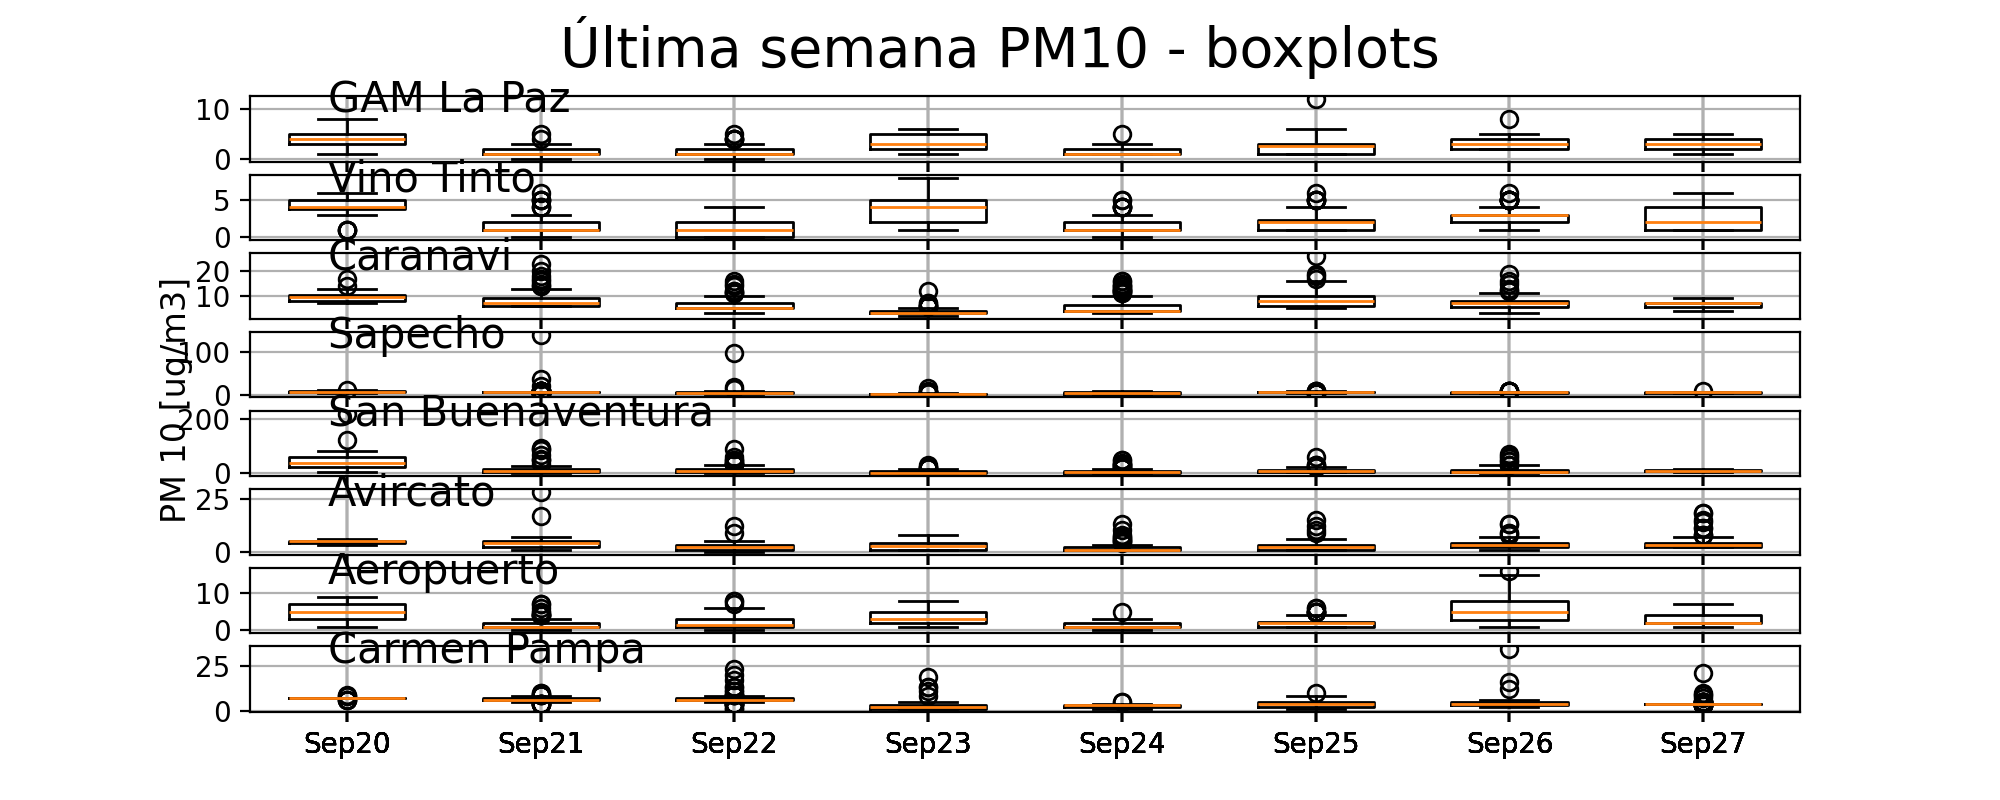 Última semana PM10 - boxplots
GAM La Paz
10
0
Vino Tinto
5
0
Caranavi
20
10
Sapecho
100
0
San Buenaventura
200
0
Avircato
25
0
Aeropuerto
10
0
Carmen Pampa
25
0
PM 10 [ug/m3]
Sep20 Sep21 Sep22 Sep23 Sep24 Sep25 Sep26 Sep27